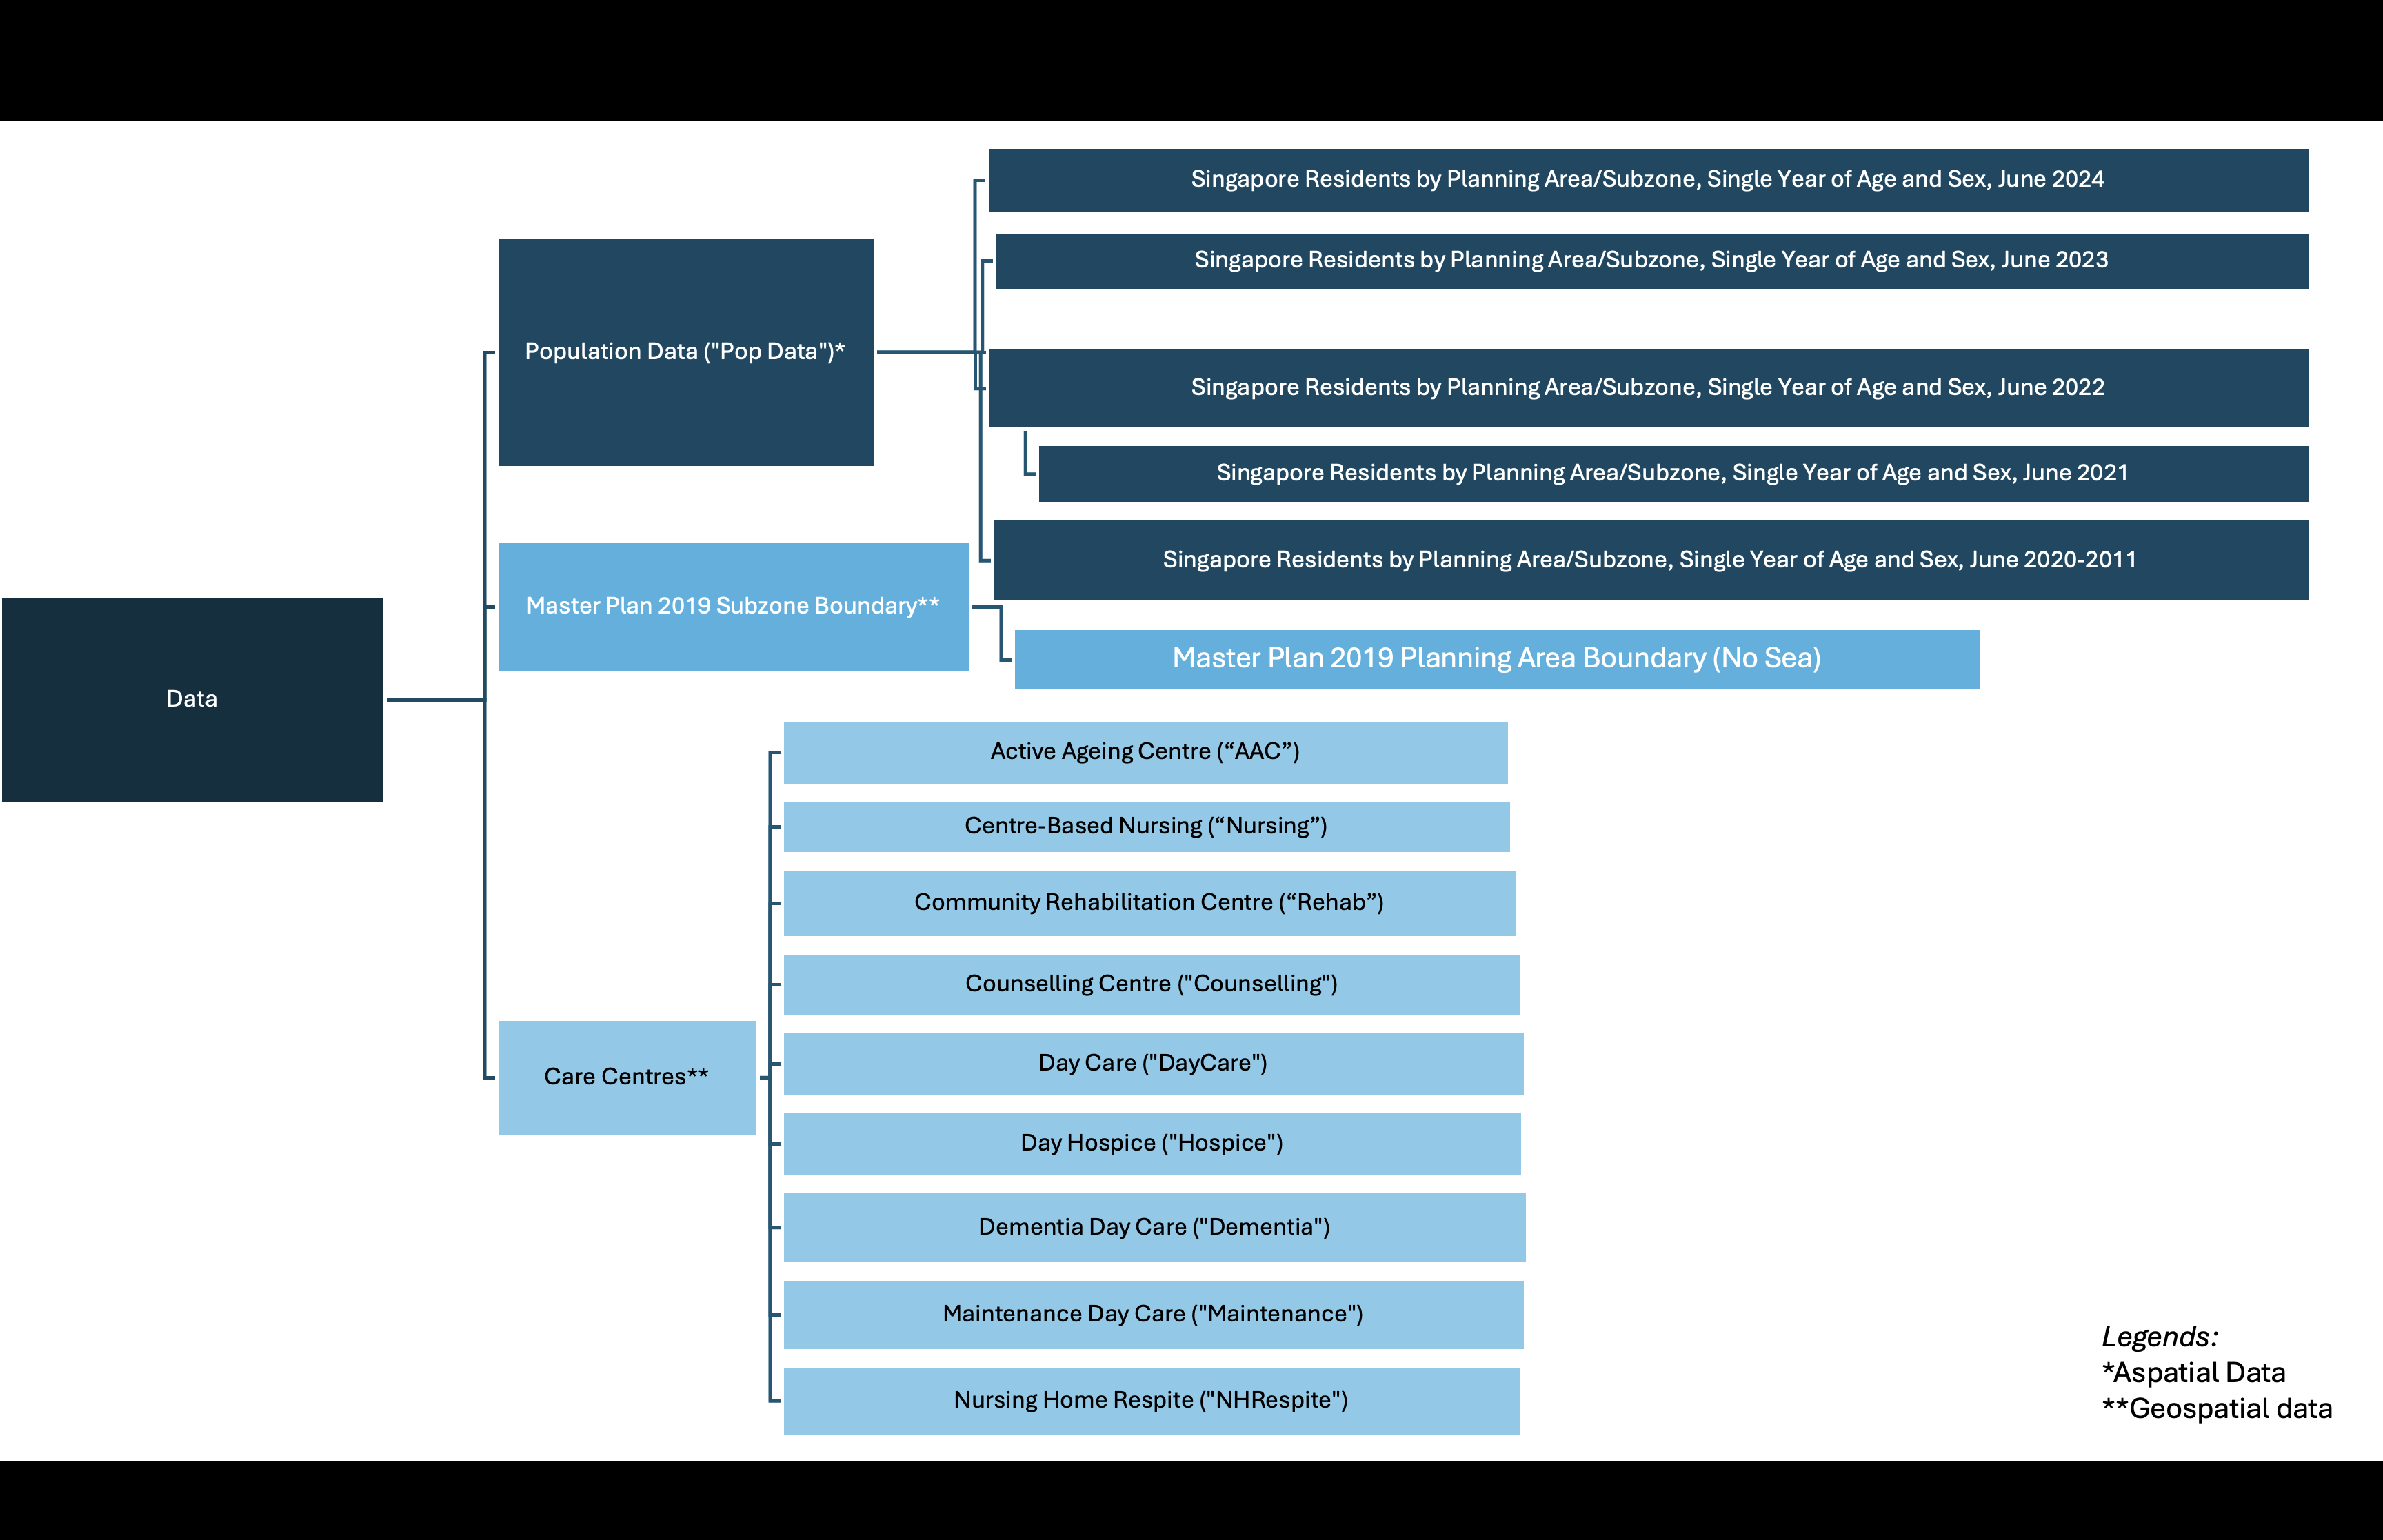 Singapore Residents by Planning Area/Subzone, Single Year of Age and Sex, June 2024
Singapore Residents by Planning Area/Subzone, Single Year of Age and Sex, June 2023
Population Data ("Pop Data")*
Singapore Residents by Planning Area/Subzone, Single Year of Age and Sex, June 2022
Singapore Residents by Planning Area/Subzone, Single Year of Age and Sex, June 2021
Singapore Residents by Planning Area/Subzone, Single Year of Age and Sex, June 2020-2011
Master Plan 2019 Subzone Boundary**
Master Plan 2019 Planning Area Boundary (No Sea)
Data
Active Ageing Centre (“AAC”)
Centre-Based Nursing (“Nursing”)
Community Rehabilitation Centre (“Rehab”)
Counselling Centre ("Counselling")
Day Care ("DayCare")
Care Centres**
Day Hospice ("Hospice")
Dementia Day Care ("Dementia")
Maintenance Day Care ("Maintenance")
Nursing Home Respite ("NHRespite")
Legends:
*Aspatial Data
**Geospatial data